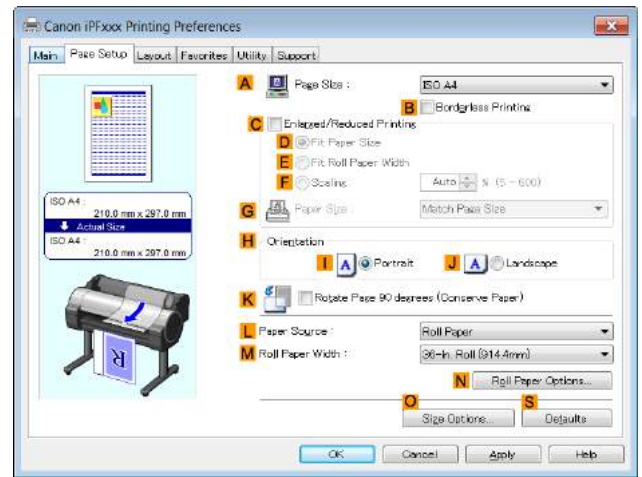 Canon iPFxxx Printing Preferences
Main Page Setup Layout Favorites Utility Support
A Page Size : ISO A4
B Borderless Printing
C Enlarged/Reduced Printing
D Fit Paper Size
E Fit Roll Paper Width
F Scaling Auto % (5 - 600)
G Paper Size : Match Page Size
ISO A4 :
210.0 mm x 297.0 mm
Actual Size
ISO A4 :
210.0 mm x 297.0 mm
H Orientation
I A Portrait J A Landscape
K Rotate Page 90 degrees (Conserve Paper)
L Paper Source : Roll Paper
M Roll Paper Width : 36-in. Roll (914.4mm)
R
N Roll Paper Options...
O S
Size Options... Defaults
OK Cancel Apply Help